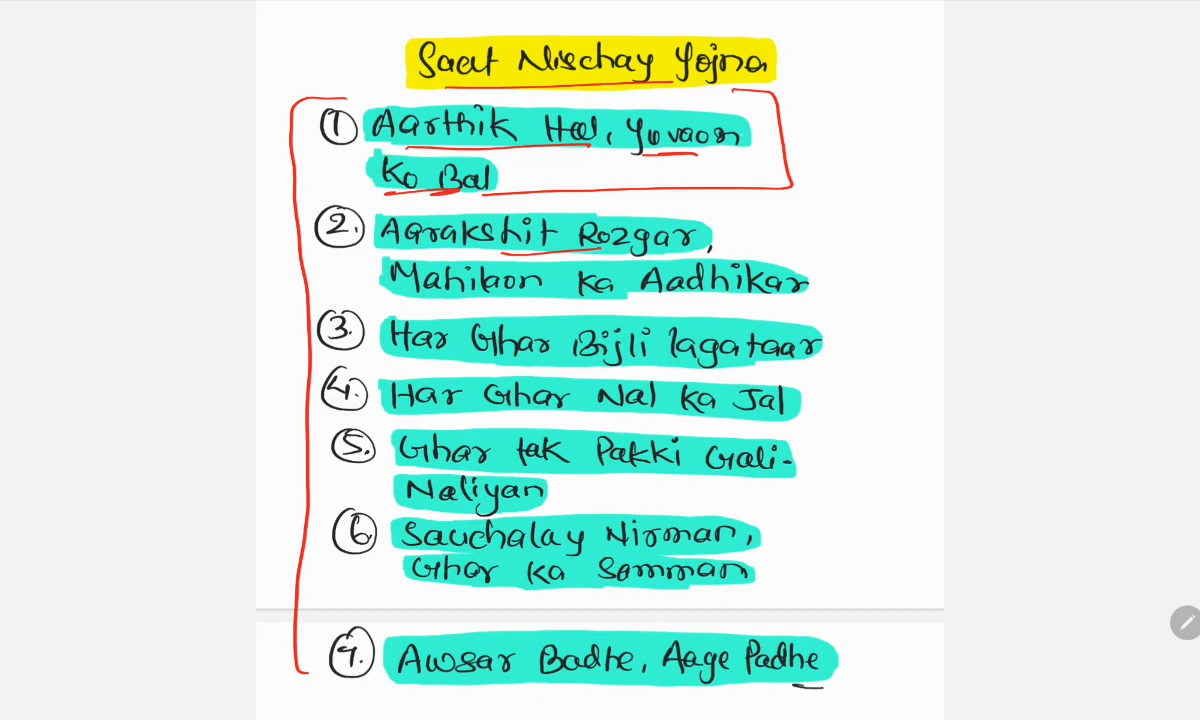 Saat Nischay Yojna
① Aarthik Hal, Yuvaon
Ko Bal
②. Aarakshit Rozgar,
Mahilaon Ka Aadhikar
③. Har Ghar Bijli lagataar
④. Har Ghar Nal Ka Jal
⑤. Ghar tak Pakki Gali-
Naliyan
⑥ Sauchalay Nirman,
Ghar Ka Samman
⑦. Awsar Badhe, Aage Padhe